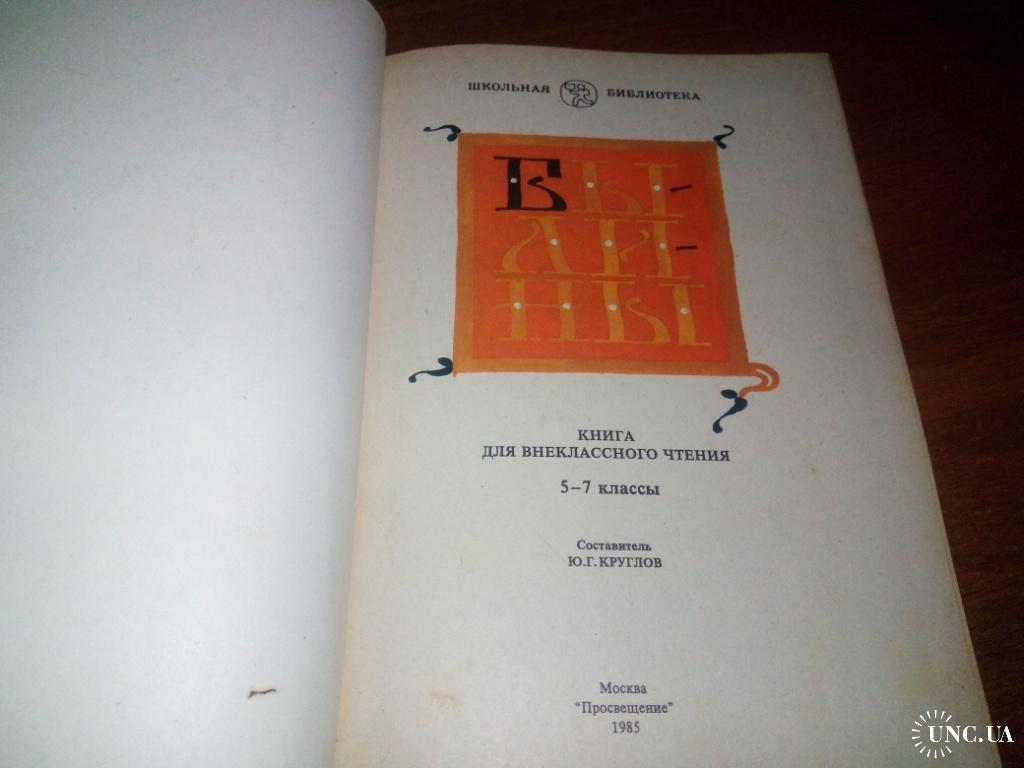 ШКОЛЬНАЯ БИБЛИОТЕКА
БЫ-
ЛИ-
НЫ
КНИГА
ДЛЯ ВНЕКЛАССНОГО ЧТЕНИЯ
5–7 классы
Составитель
Ю.Г.КРУГЛОВ
Москва
"Просвещение"
1985
UNC.UA